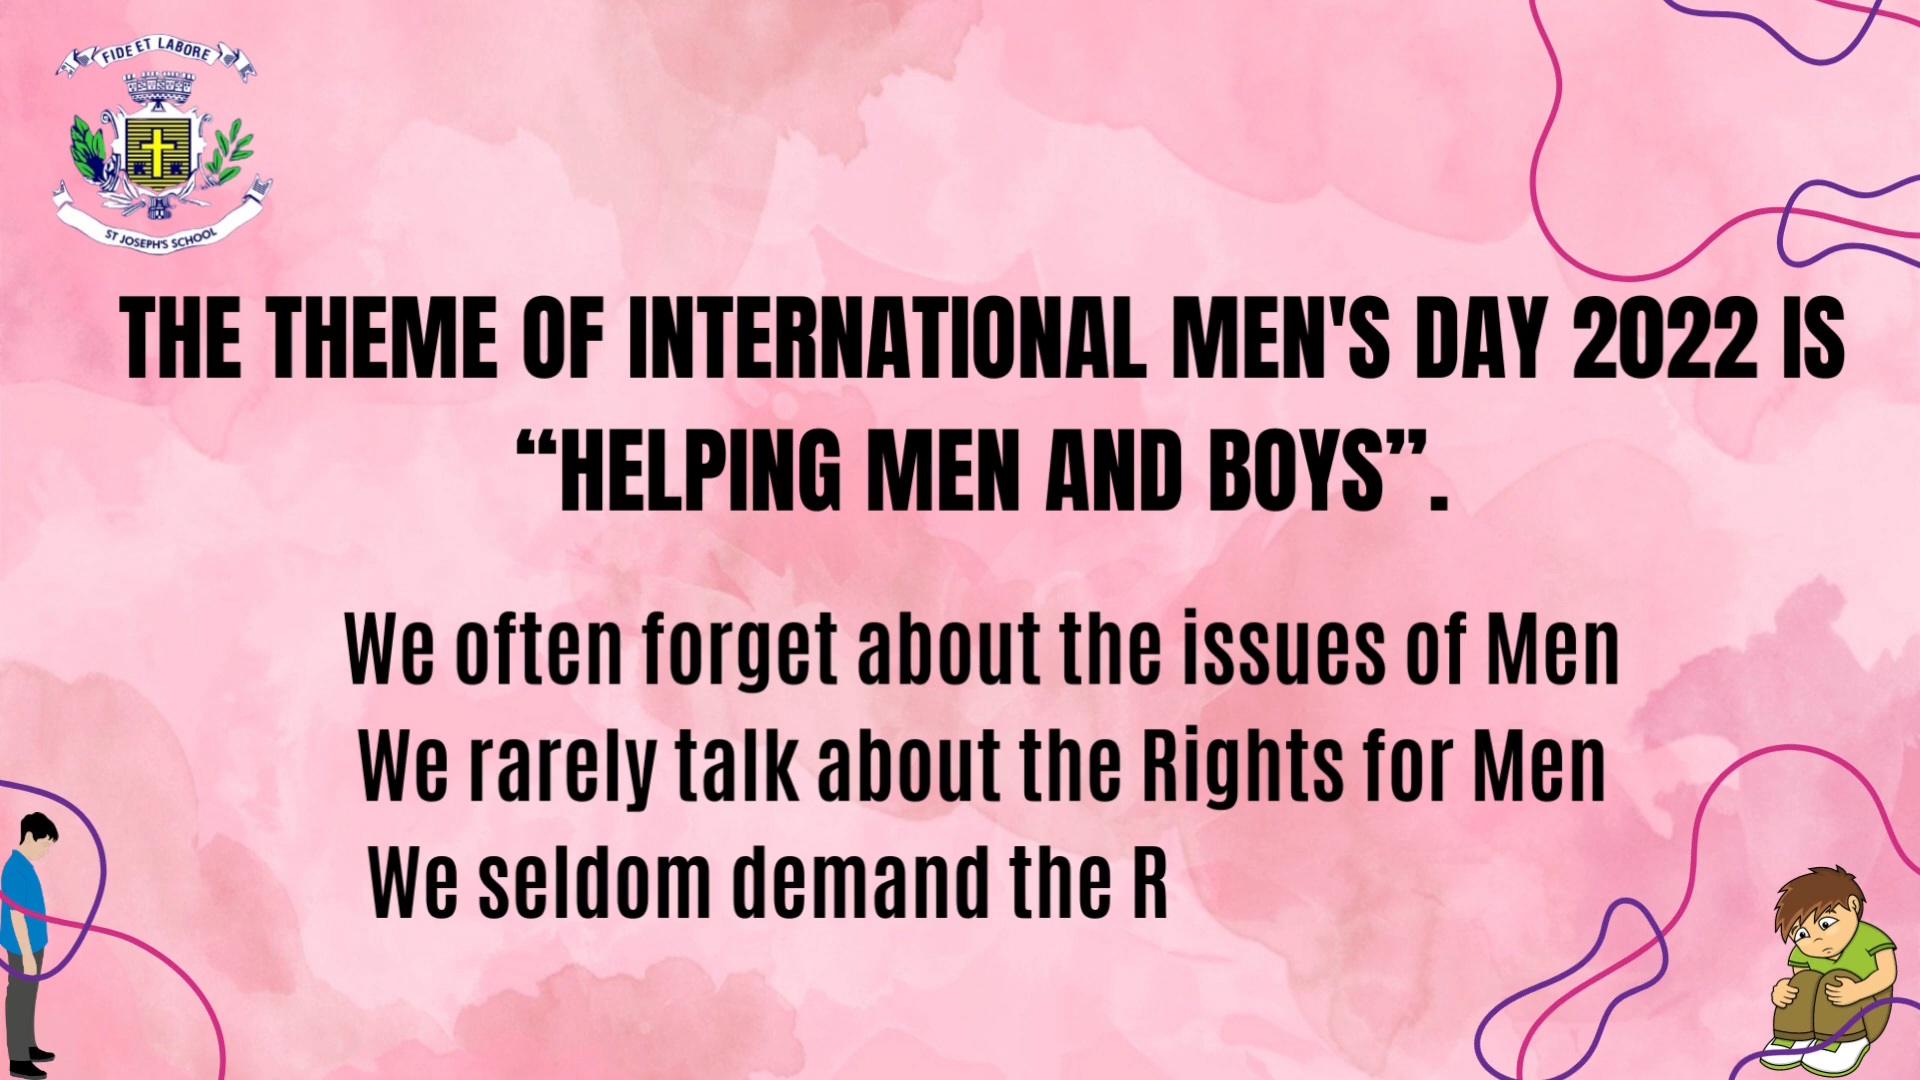 FIDE ET LABORE
ST JOSEPH'S SCHOOL
THE THEME OF INTERNATIONAL MEN'S DAY 2022 IS
“HELPING MEN AND BOYS”.
We often forget about the issues of Men
We rarely talk about the Rights for Men
We seldom demand the R